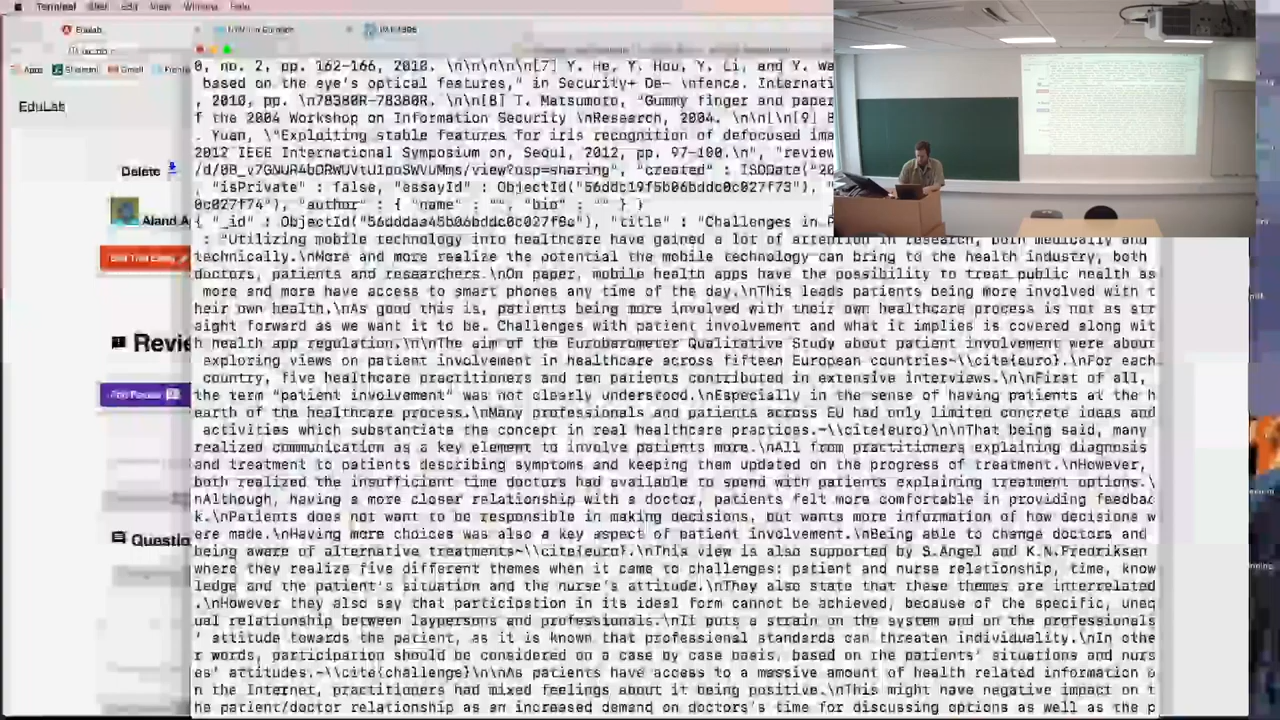 Terminal Shell Edit View Window Help
EduLab
Apps Gmail
EduLab
0, no. 2, pp. 162-166, 2010. \n\n\n\n\n[7] Y. He, Y. Hou, Y. Li, and Y. Wa
based on the eye's optical features, in Security+De- fence, Internati
, 2010, pp. \n783808-783808. \n\n[8] T. Matsumoto, Gummy finger and paper
f the 2004 Workshop on Information Security \nResearch, 2004. \n\n\n[9] B
. Yuan, \"Exploiting stable features for iris recognition of defocused ima
2012 IEEE International Symposium on, Seoul, 2012, pp. 97-100.\n", "review
"isPrivate" : false, "essayId" : ObjectId("56ddc19f5b06bddc0c027f73"),
0c027f74"), "author" : { "name" : "", "bio" : "" } }
{ "_id" : ObjectId("56dddaa45b06bddc0c027f8e"), "title" : "Challenges in P
: "Utilizing mobile technology into healthcare have gained a lot of attention in research, both medically and
technically.\nMore and more realize the potential the mobile technology can bring to the health industry, both
doctors, patients and researchers.\nOn paper, mobile health apps have the possibility to treat public health as
more and more have access to smart phones any time of the day.\nThis leads patients being more involved with t
heir own health.\nAs good this is, patients being more involved with their own healthcare process is not as str
aight forward as we want it to be. Challenges with patient involvement and what it implies is covered along wit
h health app regulation.\n\n\nThe aim of the Eurobarometer Qualitative Study about patient involvement were about
exploring views on patient involvement in healthcare across fifteen European countries~\\cite{euro}.\nFor each
country, five healthcare practitioners and ten patients contributed in extensive interviews.\n\nFirst of all,
the term "patient involvement" was not clearly understood.\nEspecially in the sense of having patients at the h
earth of the healthcare process.\nMany professionals and patients across EU had only limited concrete ideas and
activities which substantiate the concept in real healthcare practices.~\\cite{euro}\n\nThat being said, many
realized communication as a key element to involve patients more.\nAll from practitioners explaining diagnosis
and treatment to patients describing symptoms and keeping them updated on the progress of treatment.\nHowever,
both realized the insufficient time doctors had available to spend with patients explaining treatment options.\
nAlthough, having a more closer relationship with a doctor, patients felt more comfortable in providing feedbac
k.\nPatients does not want to be responsible in making decisions, but wants more information of how decisions w
ere made.\nHaving more choices was also a key aspect of patient involvement.\nBeing able to change doctors and
being aware of alternative treatments~\\cite{euro}.\nThis view is also supported by S.Angel and K.N.Fredriksen
where they realize five different themes when it came to challenges: patient and nurse relationship, time, know
ledge and the patient's situation and the nurse's attitude.\nThey also state that these themes are interrelated
.\nHowever they also say that participation in its ideal form cannot be achieved, because of the specific, uneq
ual relationship between laypersons and professionals.\nIt puts a strain on the system and on the professionals
' attitude towards the patient, as it is known that professional standards can threaten individuality.\nIn othe
r words, participation should be considered on a case by case basis, based on the patients' situations and nurs
es' attitudes.~\\cite{challenge}\n\nAs patients have access to a massive amount of health related information o
n the Internet, practitioners had mixed feelings about it being positive.\nThis might have negative impact on t
he patient/doctor relationship as an increased demand on doctors's time for discussing options as well as the p
Delete
Aland A
Revie
Questio